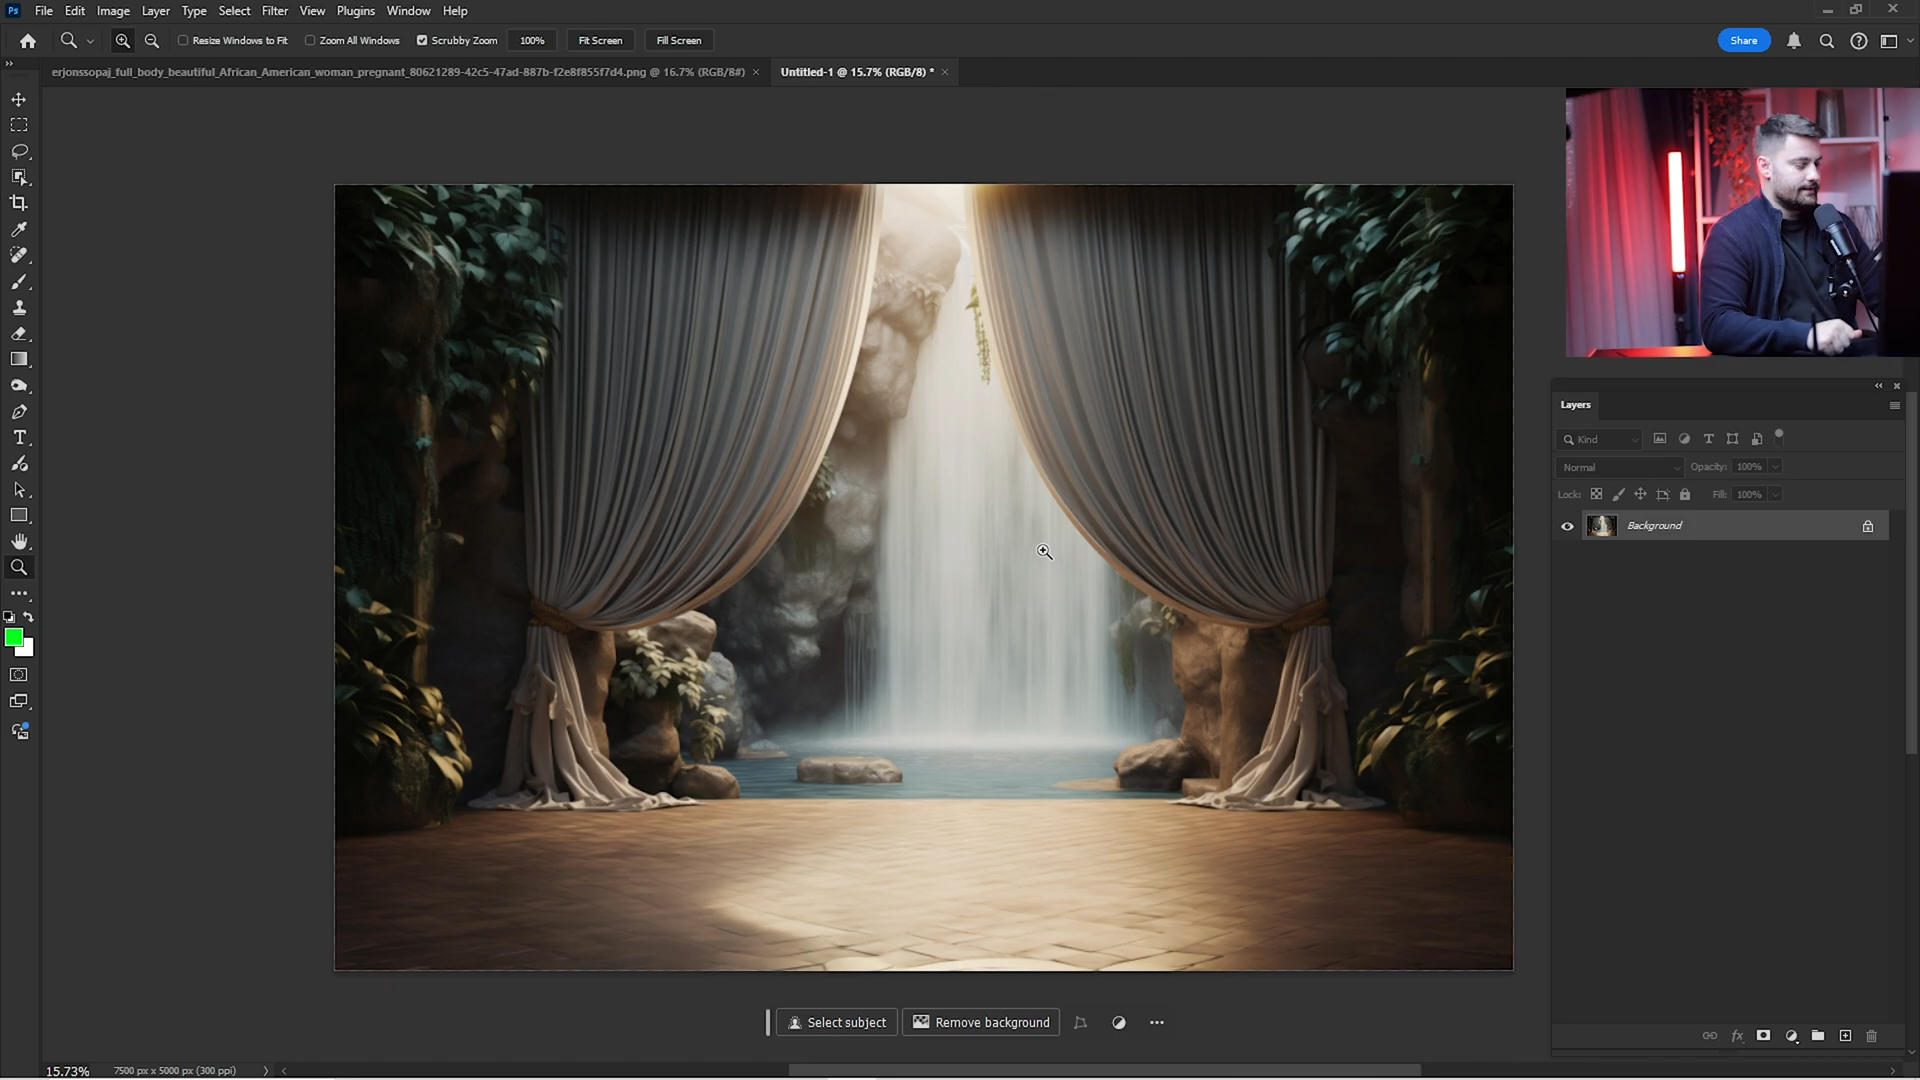 Ps File Edit Image Layer Type Select Filter View Plugins Window Help
Resize Windows to Fit Zoom All Windows Scrubby Zoom 100% Fit Screen Fill Screen Share
erjonssopaj_full_body_beautiful_African_American_woman_pregnant_80621289-42c5-47ad-887b-f2e8f855f7d4.png @ 16.7% (RGB/8#) × Untitled-1 @ 15.7% (RGB/8) * ×
Layers
Kind
Normal Opacity: 100%
Lock: Fill: 100%
Background
Select subject Remove background
15.73% 7500 px x 5000 px (300 ppi)